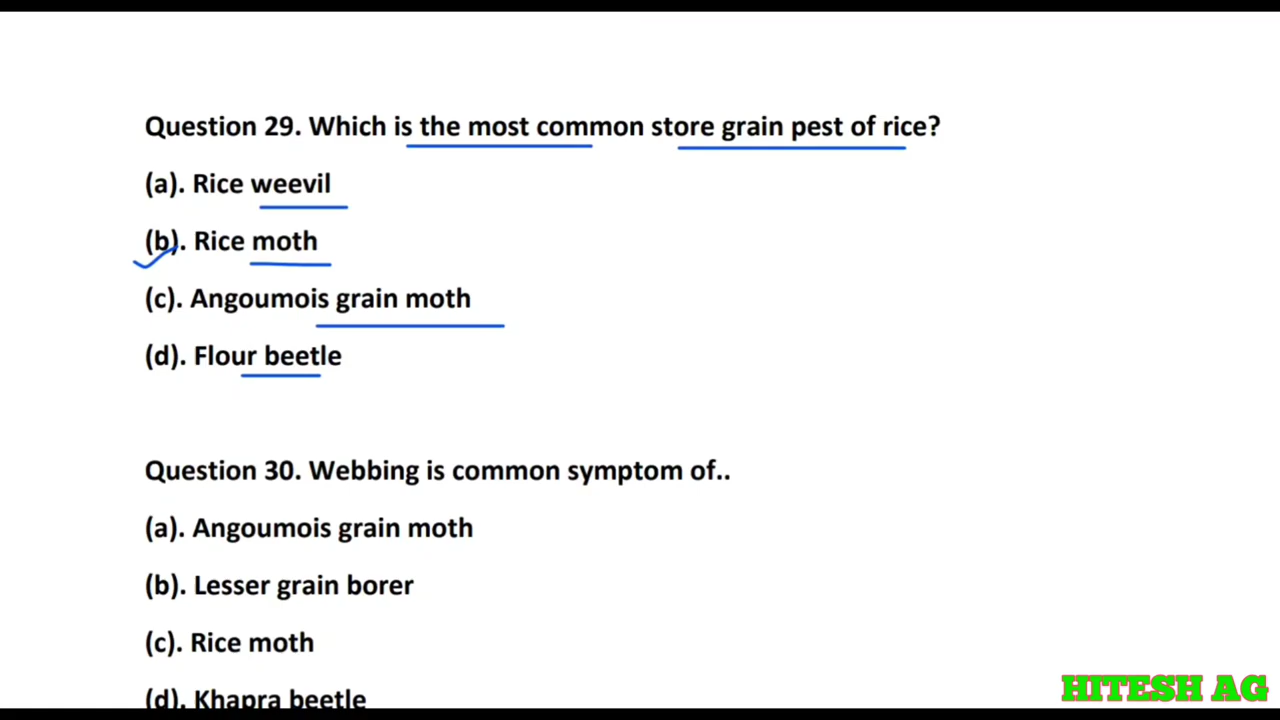 Question 29. Which is the most common store grain pest of rice?
(a). Rice weevil
(b). Rice moth
(c). Angoumois grain moth
(d). Flour beetle
Question 30. Webbing is common symptom of..
(a). Angoumois grain moth
(b). Lesser grain borer
(c). Rice moth
(d). Khapra beetle
HITESH AG